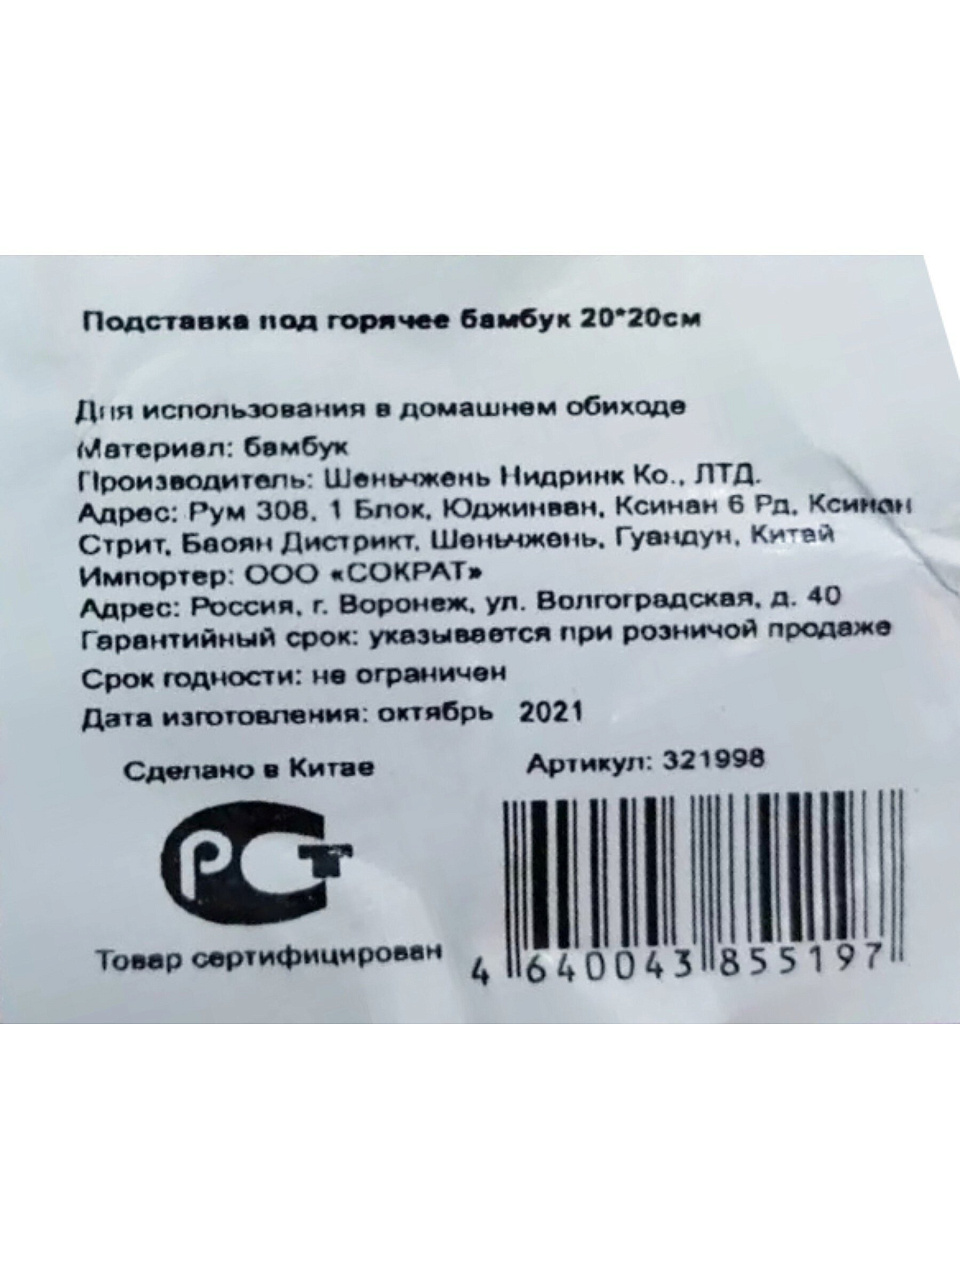 Подставка под горячее бамбук 20*20см
Для использования в домашнем обиходе
Материал: бамбук
Производитель: Шеньчжень Нидринк Ко., ЛТД.
Адрес: Рум 308, 1 Блок, Юджинван, Ксинан 6 Рд, Ксинан
Стрит, Баоян Дистрикт, Шеньчжень, Гуандун, Китай
Импортер: ООО «СОКРАТ»
Адрес: Россия, г. Воронеж, ул. Волгоградская, д. 40
Гарантийный срок: указывается при розничой продаже
Срок годности: не ограничен
Дата изготовления: октябрь 2021
Сделано в Китае
Артикул: 321998
РСТ
Товар сертифицирован
4 640043 855197